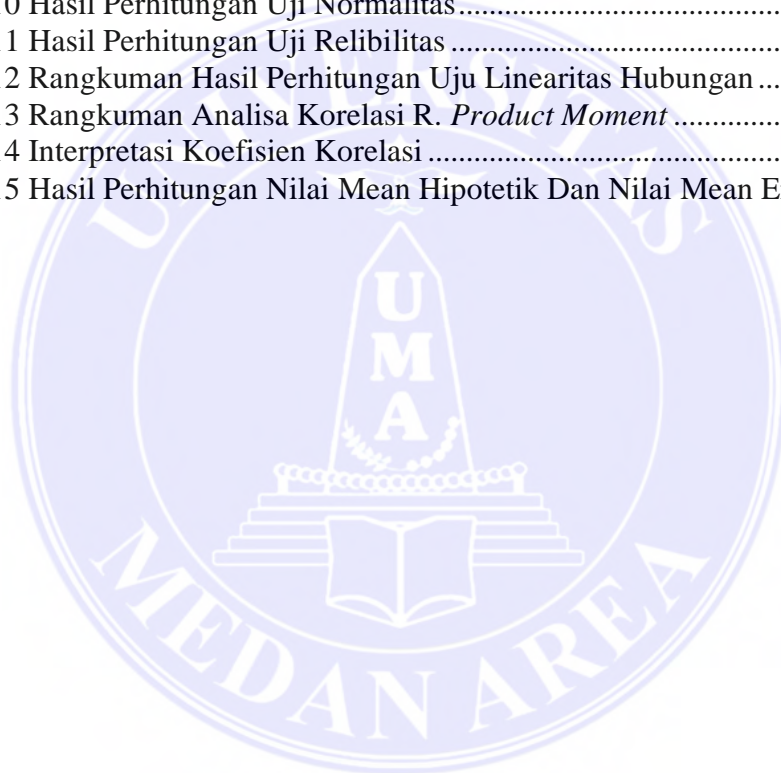 0 Hasil Perhitungan Uji Normalitas..............................................
1 Hasil Perhitungan Uji Relibilitas..............................................
2 Rangkuman Hasil Perhitungan Uju Linearitas Hubungan...
3 Rangkuman Analisa Korelasi R. Product Moment..............
4 Interpretasi Koefisien Korelasi..............................................
5 Hasil Perhitungan Nilai Mean Hipotetik Dan Nilai Mean E
UNIVERSITAS
U
M
A
MEDAN AREA